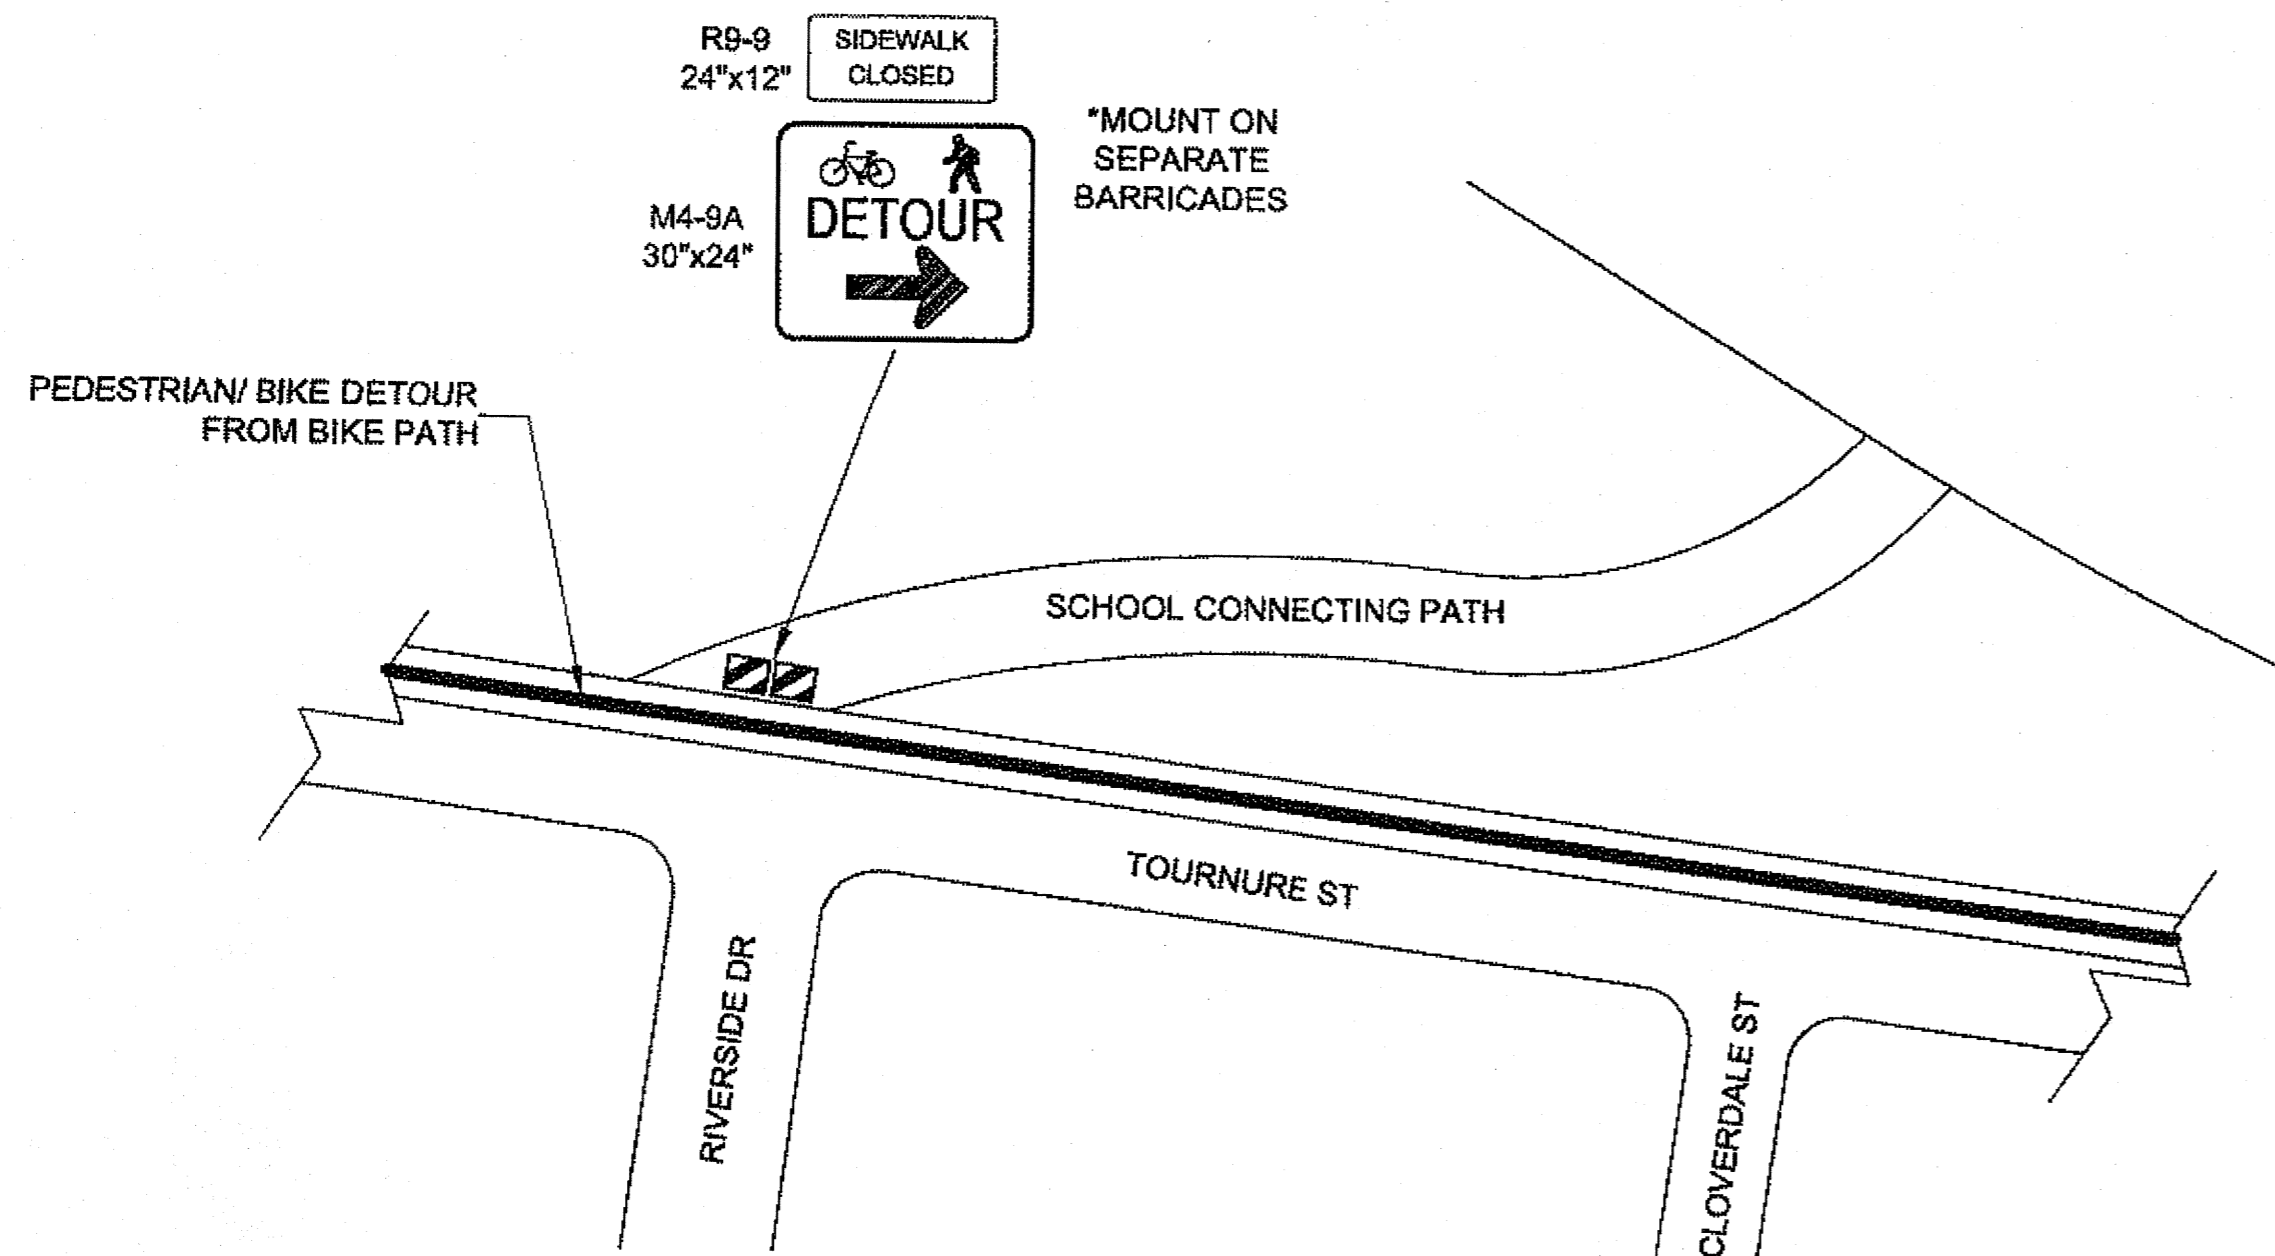 R9-9
24"x12"
SIDEWALK
CLOSED
*MOUNT ON
SEPARATE
BARRICADES
M4-9A
30"x24"
DETOUR
PEDESTRIAN/ BIKE DETOUR
FROM BIKE PATH
SCHOOL CONNECTING PATH
TOURNURE ST
RIVERSIDE DR
CLOVERDALE ST